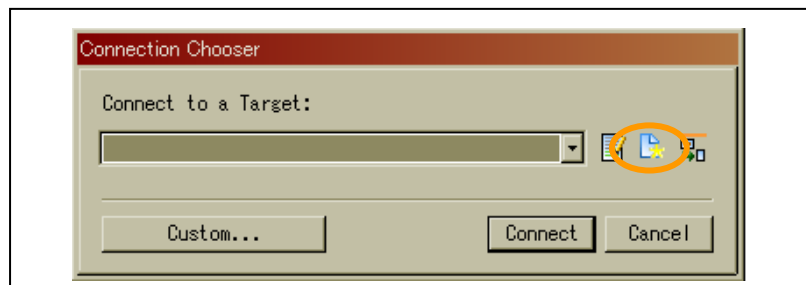 Connection Chooser
Connect to a Target:
Custom... Connect Cancel